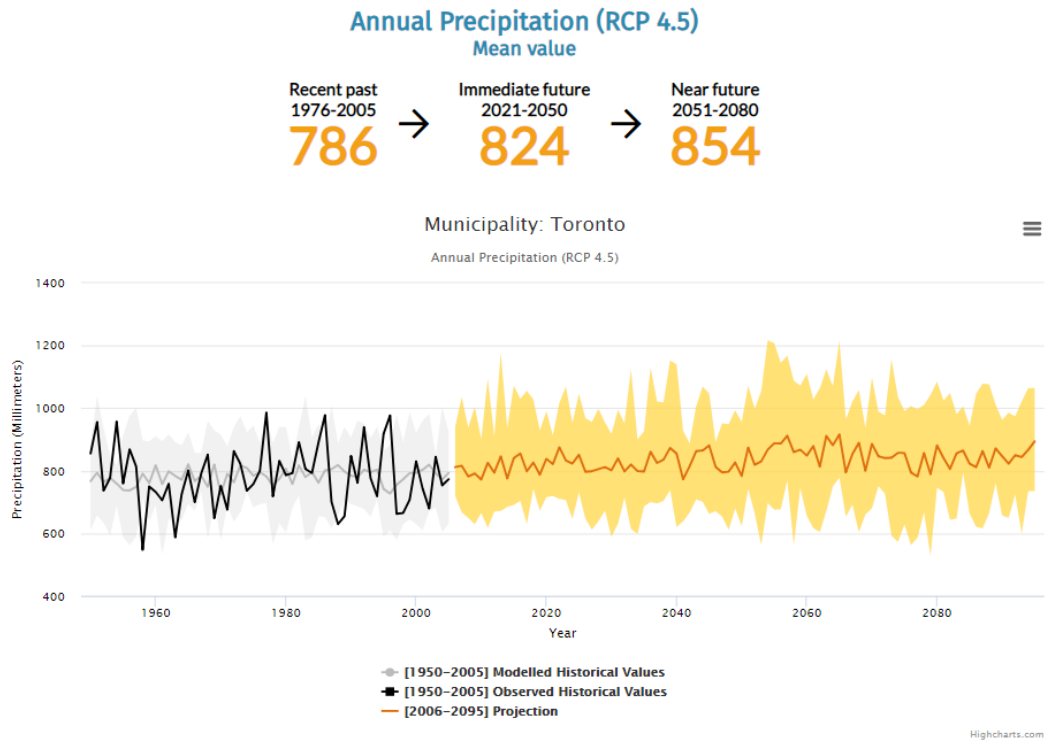 Annual Precipitation (RCP 4.5)
Mean value
Recent past
1976-2005
786
→
Immediate future
2021-2050
824
→
Near future
2051-2080
854
Municipality: Toronto
Annual Precipitation (RCP 4.5)
Precipitation (Millimeters)
1400
1200
1000
800
600
400
1960 1980 2000 2020 2040 2060 2080
Year
[1950-2005] Modelled Historical Values
[1950-2005] Observed Historical Values
[2006-2095] Projection
Highcharts.com